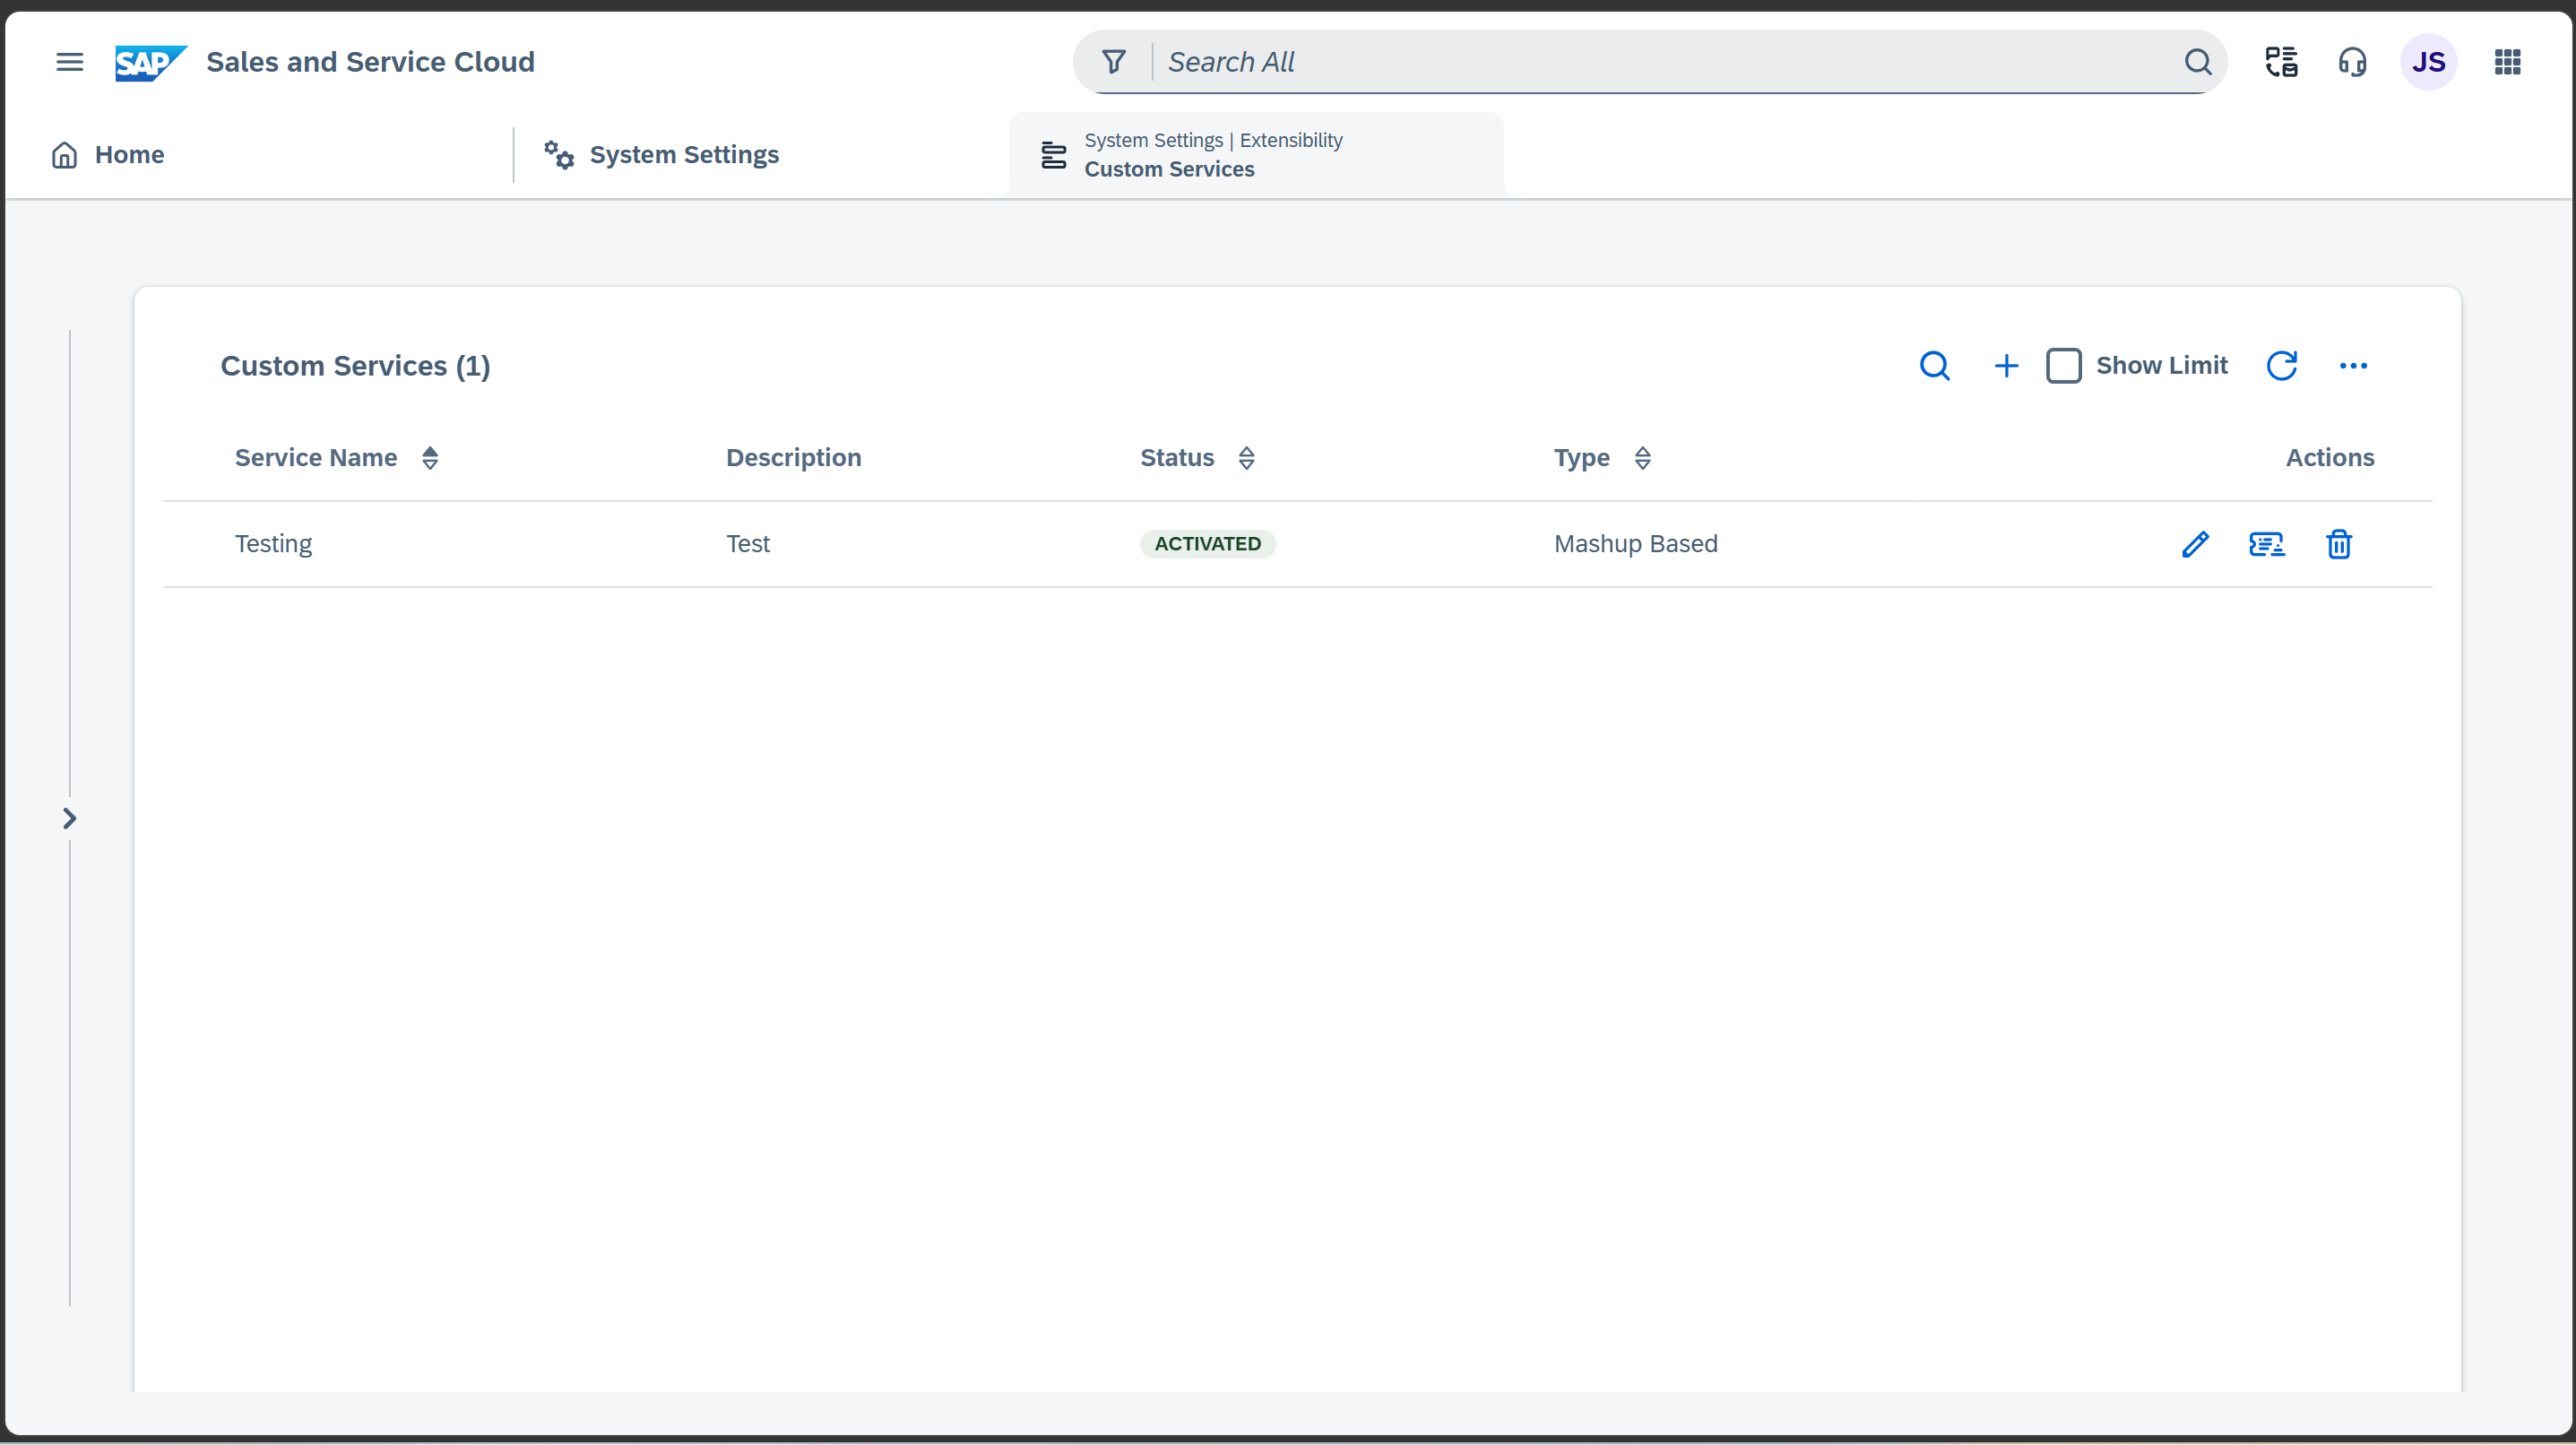 SAP Sales and Service Cloud
Search All
JS
Home
System Settings
System Settings | Extensibility
Custom Services
Custom Services (1)
Show Limit
Service Name Description Status Type Actions
Testing Test ACTIVATED Mashup Based